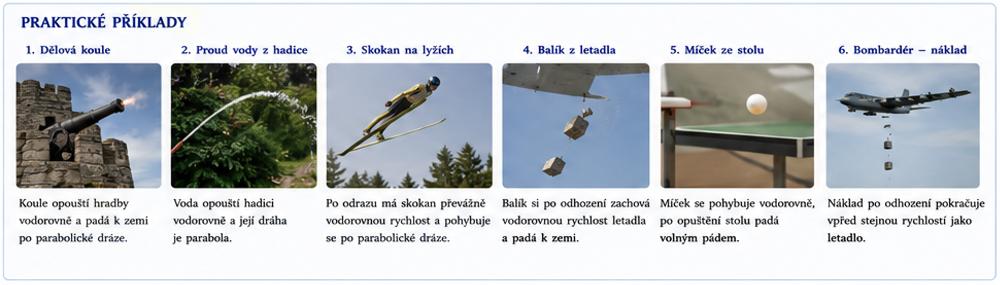 PRAKTICKÉ PŘÍKLADY
1. Dělová koule
Koule opouští hradby
vodorovně a padá k zemi
po parabolické dráze.
2. Proud vody z hadice
Voda opouští hadici
vodorovně a její dráha
je parabola.
3. Skokan na lyžích
Po odrazu má skokan převážně
vodorovnou rychlost a pohybuje
se po parabolické dráze.
4. Balík z letadla
Balík si po odhození zachová
vodorovnou rychlost letadla
a padá k zemi.
5. Míček ze stolu
Míček se pohybuje vodorovně,
po opuštění stolu padá
volným pádem.
6. Bombardér – náklad
Náklad po odhození pokračuje
vpřed stejnou rychlostí jako
letadlo.